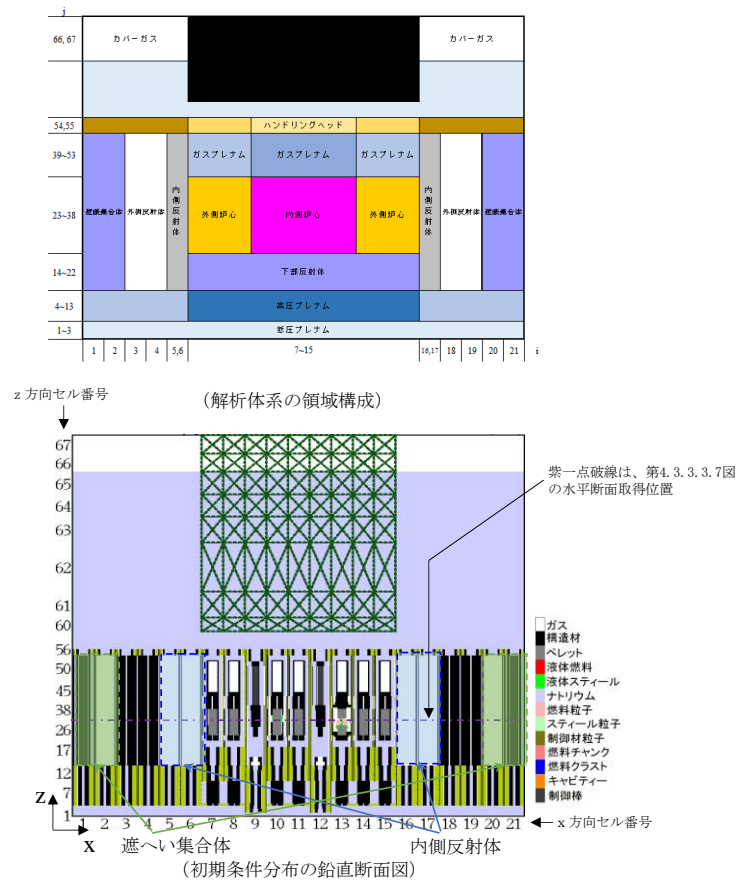 j
66, 67
カバーガス
カバーガス
54,55
ハンドリングヘッド
39~53
ガスプレナム
ガスプレナム
ガスプレナム
23~38
遮蔽集合体
外側反射体
内側反射体
外側炉心
内側炉心
外側炉心
内側反射体
外側反射体
遮蔽集合体
14~22
下部反射体
4~13
高圧プレナム
1~3
低圧プレナム
1 2 3 4 5,6 7~15 16,17 18 19 20 21 i
(解析体系の領域構成)
z 方向セル番号
67
66
65
64
63
62
61
60
56
50
45
38
26
17
12
7
1
紫一点破線は、第4.3.3.3.7図
の水平断面取得位置
ガス
構造材
ペレット
液体燃料
液体スティール
ナトリウム
燃料粒子
スティール粒子
制御材粒子
燃料チャンク
燃料クラスト
キャビティー
制御棒
Z
X
1 2 3 4 5 6 7 8 9 10 11 12 13 14 15 16 17 18 19 20 21
x 方向セル番号
遮へい集合体
内側反射体
(初期条件分布の鉛直断面図)